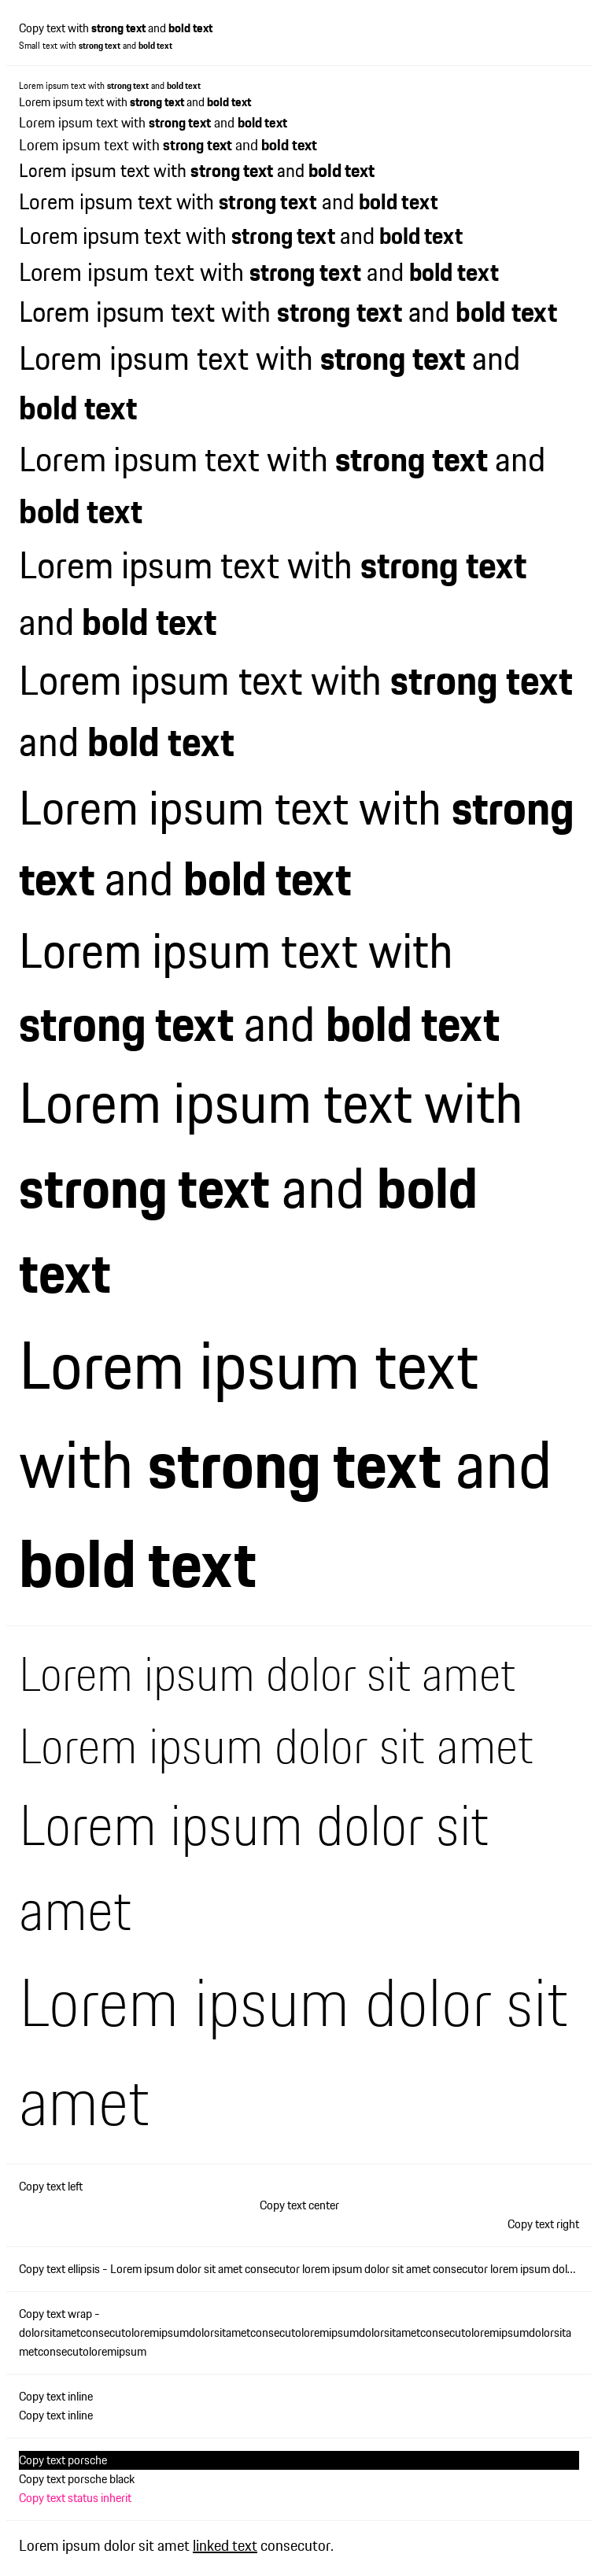 Copy text with strong text and bold text
Small text with strong text and bold text
Lorem ipsum text with strong text and bold text
Lorem ipsum text with strong text and bold text
Lorem ipsum text with strong text and bold text
Lorem ipsum text with strong text and bold text
Lorem ipsum text with strong text and bold text
Lorem ipsum text with strong text and bold text
Lorem ipsum text with strong text and bold text
Lorem ipsum text with strong text and bold text
Lorem ipsum text with strong text and bold text
Lorem ipsum text with strong text and
bold text
Lorem ipsum text with strong text and
bold text
Lorem ipsum text with strong text
and bold text
Lorem ipsum text with strong text
and bold text
Lorem ipsum text with strong
text and bold text
Lorem ipsum text with
strong text and bold text
Lorem ipsum text with
strong text and bold
text
Lorem ipsum text
with strong text and
bold text
Lorem ipsum dolor sit amet
Lorem ipsum dolor sit amet
Lorem ipsum dolor sit
amet
Lorem ipsum dolor sit
amet
Copy text left
Copy text center
Copy text right
Copy text ellipsis - Lorem ipsum dolor sit amet consecutor lorem ipsum dolor sit amet consecutor lorem ipsum dol…
Copy text wrap -
dolorsitametconsecutoloremipsumdolorsitametconsecutoloremipsumdolorsitametconsecutoloremipsumdolorsita
metconsecutoloremipsum
Copy text inline
Copy text inline
Copy text porsche
Copy text porsche black
Copy text status inherit
Lorem ipsum dolor sit amet linked text consecutor.